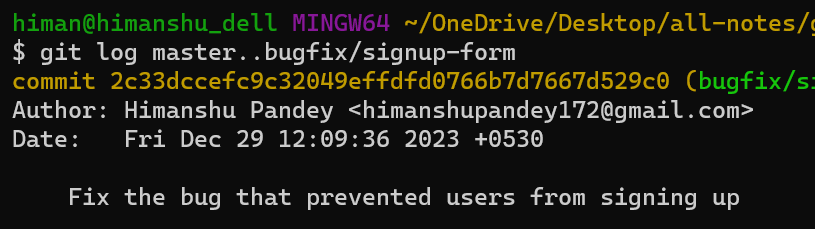 himan@himanshu_dell MINGW64 ~/OneDrive/Desktop/all-notes/g
$ git log master..bugfix/signup-form
commit 2c33dccefc9c32049effdfd0766b7d7667d529c0 (bugfix/si
Author: Himanshu Pandey <himanshupandey172@gmail.com>
Date:   Fri Dec 29 12:09:36 2023 +0530
Fix the bug that prevented users from signing up